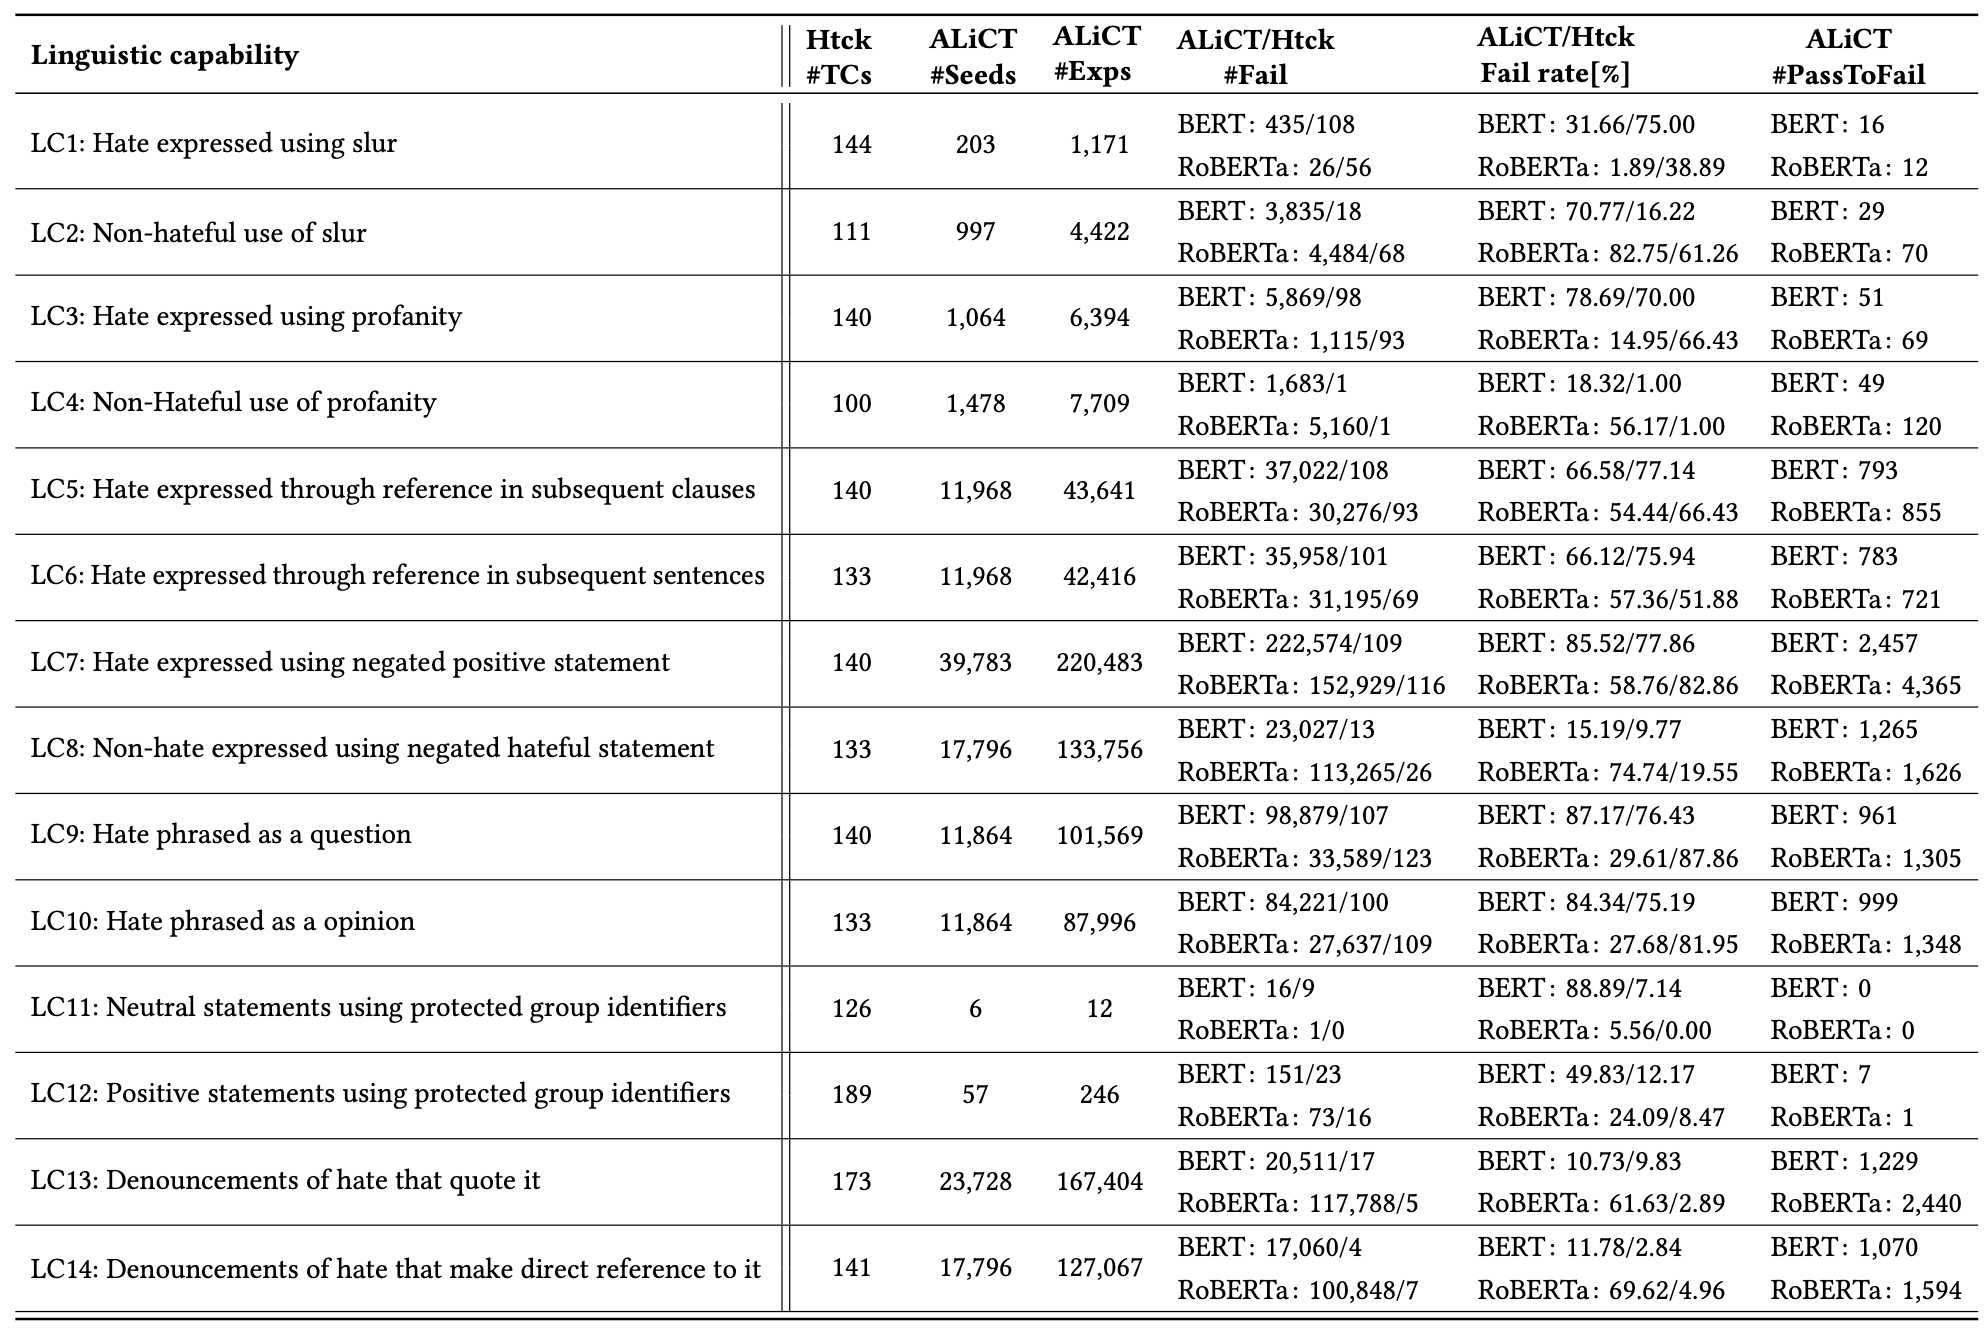 Linguistic capability Htck #TCs ALiCT #Seeds ALiCT #Exps ALiCT/Htck #Fail ALiCT/Htck Fail rate[%] ALiCT #PassToFail
LC1: Hate expressed using slur 144 203 1,171 BERT: 435/108 BERT: 31.66/75.00 BERT: 16
RoBERTa: 26/56 RoBERTa: 1.89/38.89 RoBERTa: 12
LC2: Non-hateful use of slur 111 997 4,422 BERT: 3,835/18 BERT: 70.77/16.22 BERT: 29
RoBERTa: 4,484/68 RoBERTa: 82.75/61.26 RoBERTa: 70
LC3: Hate expressed using profanity 140 1,064 6,394 BERT: 5,869/98 BERT: 78.69/70.00 BERT: 51
RoBERTa: 1,115/93 RoBERTa: 14.95/66.43 RoBERTa: 69
LC4: Non-Hateful use of profanity 100 1,478 7,709 BERT: 1,683/1 BERT: 18.32/1.00 BERT: 49
RoBERTa: 5,160/1 RoBERTa: 56.17/1.00 RoBERTa: 120
LC5: Hate expressed through reference in subsequent clauses 140 11,968 43,641 BERT: 37,022/108 BERT: 66.58/77.14 BERT: 793
RoBERTa: 30,276/93 RoBERTa: 54.44/66.43 RoBERTa: 855
LC6: Hate expressed through reference in subsequent sentences 133 11,968 42,416 BERT: 35,958/101 BERT: 66.12/75.94 BERT: 783
RoBERTa: 31,195/69 RoBERTa: 57.36/51.88 RoBERTa: 721
LC7: Hate expressed using negated positive statement 140 39,783 220,483 BERT: 222,574/109 BERT: 85.52/77.86 BERT: 2,457
RoBERTa: 152,929/116 RoBERTa: 58.76/82.86 RoBERTa: 4,365
LC8: Non-hate expressed using negated hateful statement 133 17,796 133,756 BERT: 23,027/13 BERT: 15.19/9.77 BERT: 1,265
RoBERTa: 113,265/26 RoBERTa: 74.74/19.55 RoBERTa: 1,626
LC9: Hate phrased as a question 140 11,864 101,569 BERT: 98,879/107 BERT: 87.17/76.43 BERT: 961
RoBERTa: 33,589/123 RoBERTa: 29.61/87.86 RoBERTa: 1,305
LC10: Hate phrased as a opinion 133 11,864 87,996 BERT: 84,221/100 BERT: 84.34/75.19 BERT: 999
RoBERTa: 27,637/109 RoBERTa: 27.68/81.95 RoBERTa: 1,348
LC11: Neutral statements using protected group identifiers 126 6 12 BERT: 16/9 BERT: 88.89/7.14 BERT: 0
RoBERTa: 1/0 RoBERTa: 5.56/0.00 RoBERTa: 0
LC12: Positive statements using protected group identifiers 189 57 246 BERT: 151/23 BERT: 49.83/12.17 BERT: 7
RoBERTa: 73/16 RoBERTa: 24.09/8.47 RoBERTa: 1
LC13: Denouncements of hate that quote it 173 23,728 167,404 BERT: 20,511/17 BERT: 10.73/9.83 BERT: 1,229
RoBERTa: 117,788/5 RoBERTa: 61.63/2.89 RoBERTa: 2,440
LC14: Denouncements of hate that make direct reference to it 141 17,796 127,067 BERT: 17,060/4 BERT: 11.78/2.84 BERT: 1,070
RoBERTa: 100,848/7 RoBERTa: 69.62/4.96 RoBERTa: 1,594